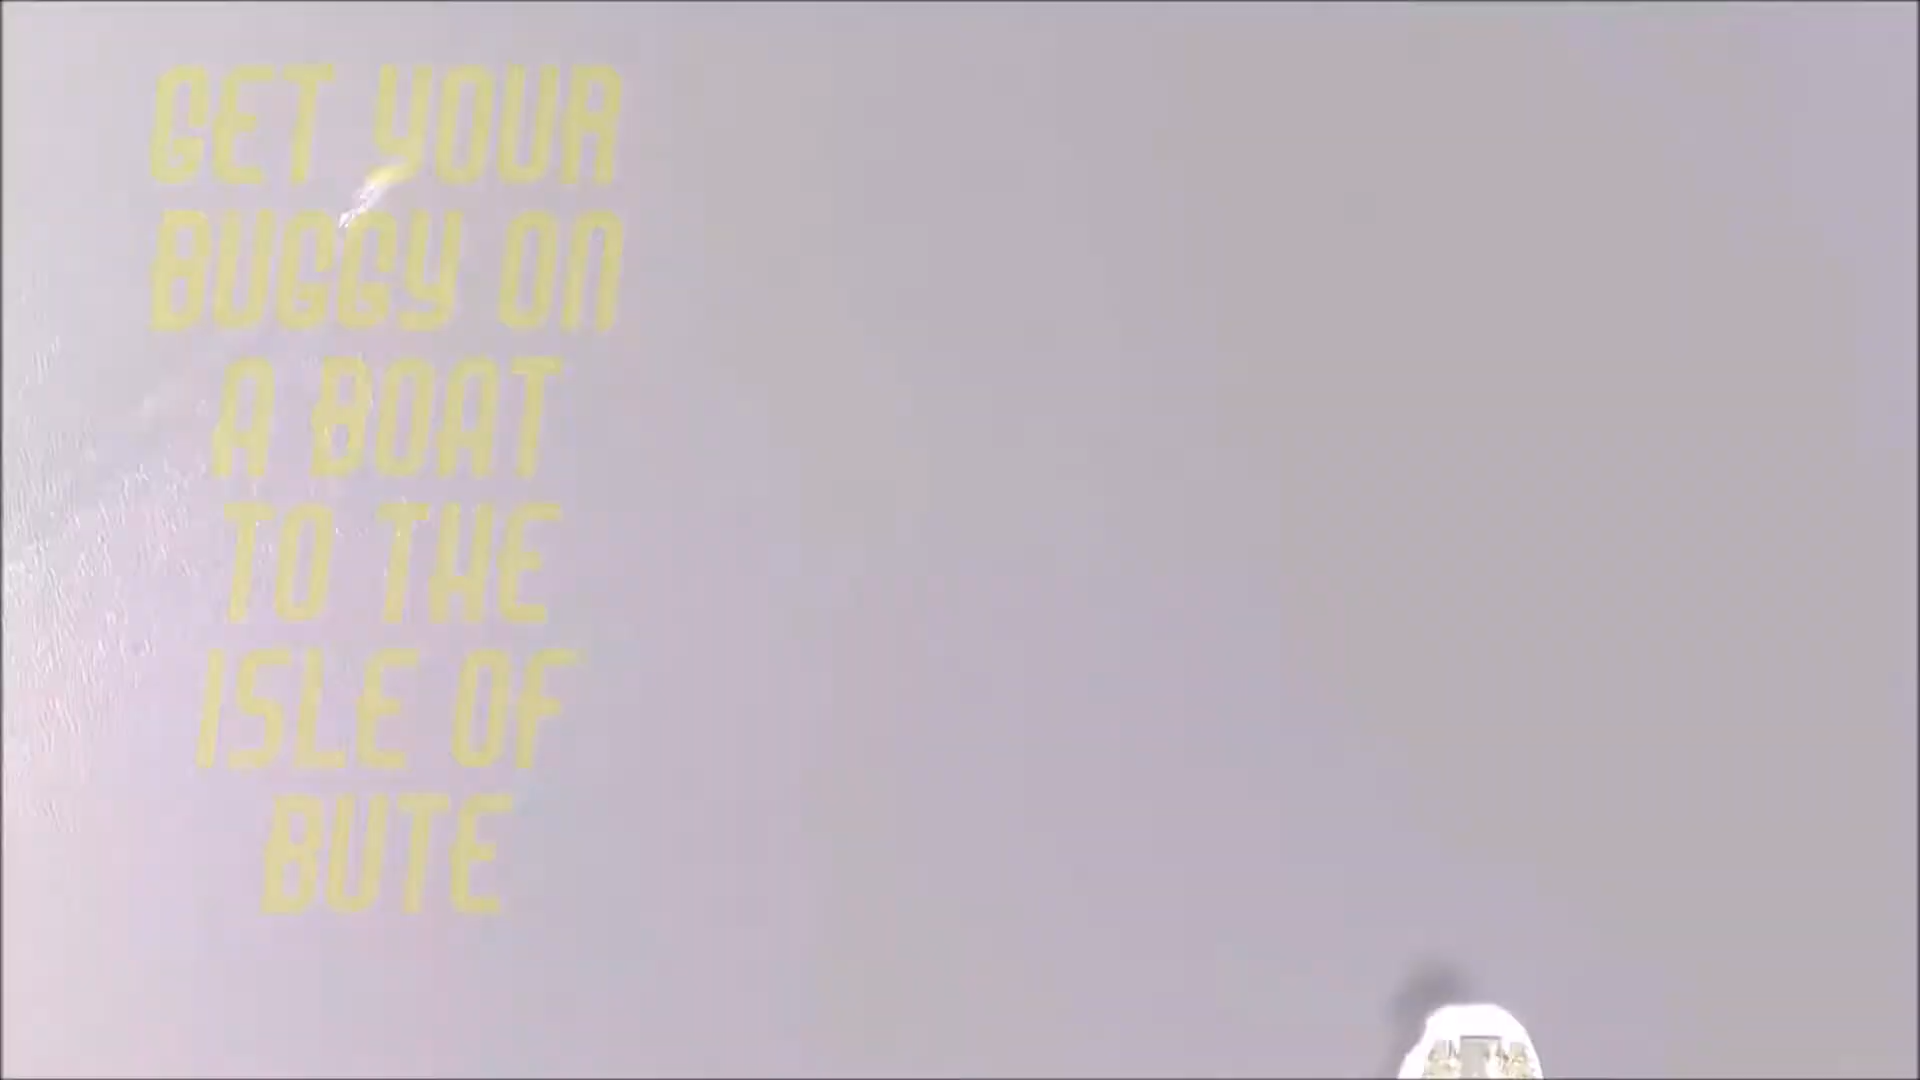 GET YOUR
BUGGY ON
A BOAT
TO THE
ISLE OF
BUTE